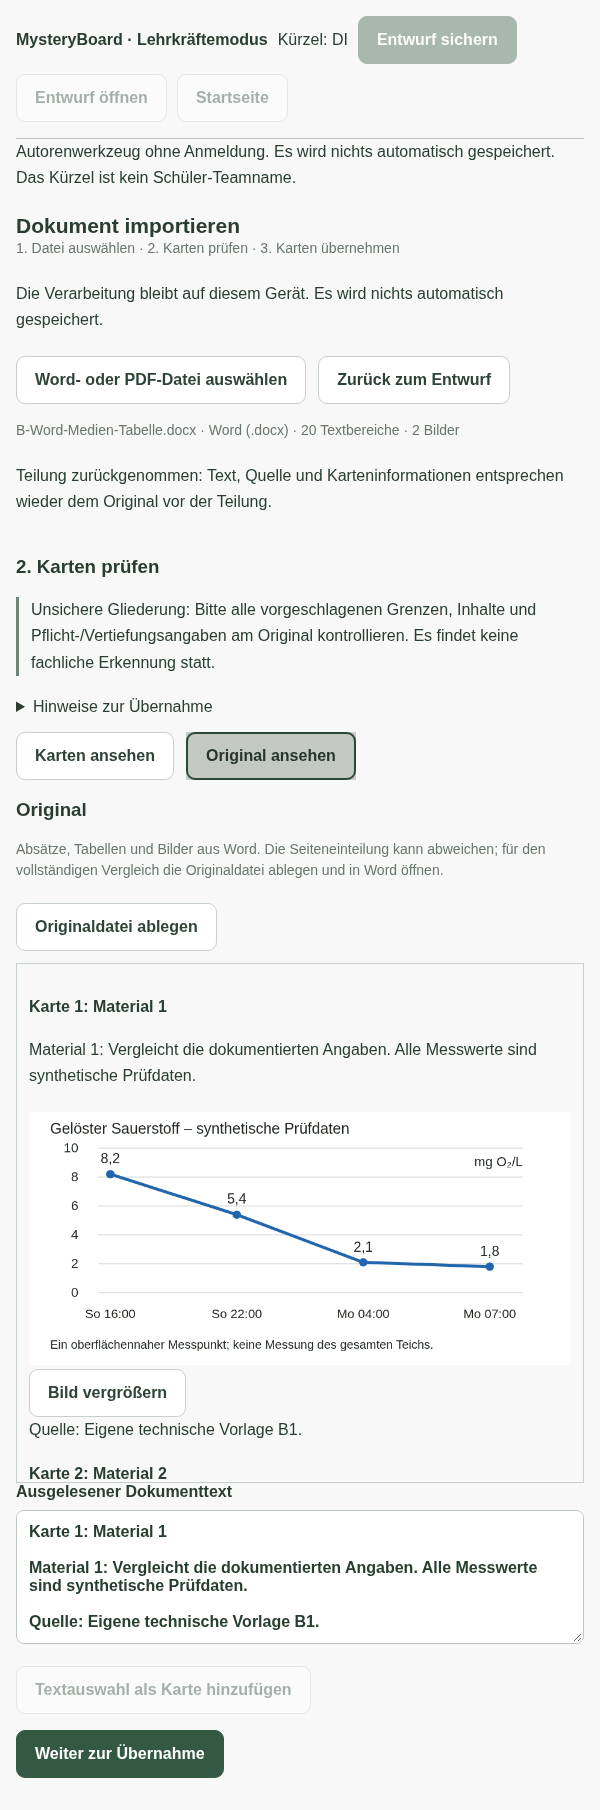 MysteryBoard · Lehrkräftemodus Kürzel: DI Entwurf sichern
Entwurf öffnen Startseite
Autorenwerkzeug ohne Anmeldung. Es wird nichts automatisch gespeichert.
Das Kürzel ist kein Schüler-Teamname.
Dokument importieren
1. Datei auswählen · 2. Karten prüfen · 3. Karten übernehmen
Die Verarbeitung bleibt auf diesem Gerät. Es wird nichts automatisch
gespeichert.
Word- oder PDF-Datei auswählen Zurück zum Entwurf
B-Word-Medien-Tabelle.docx · Word (.docx) · 20 Textbereiche · 2 Bilder
Teilung zurückgenommen: Text, Quelle und Karteninformationen entsprechen
wieder dem Original vor der Teilung.
2. Karten prüfen
Unsichere Gliederung: Bitte alle vorgeschlagenen Grenzen, Inhalte und
Pflicht-/Vertiefungsangaben am Original kontrollieren. Es findet keine
fachliche Erkennung statt.
Hinweise zur Übernahme
Karten ansehen Original ansehen
Original
Absätze, Tabellen und Bilder aus Word. Die Seiteneinteilung kann abweichen; für den
vollständigen Vergleich die Originaldatei ablegen und in Word öffnen.
Originaldatei ablegen
Karte 1: Material 1
Material 1: Vergleicht die dokumentierten Angaben. Alle Messwerte sind
synthetische Prüfdaten.
Gelöster Sauerstoff – synthetische Prüfdaten
10
8,2
mg O₂/L
8
5,4
6
4
2,1
1,8
2
0
So 16:00 So 22:00 Mo 04:00 Mo 07:00
Ein oberflächennaher Messpunkt; keine Messung des gesamten Teichs.
Bild vergrößern
Quelle: Eigene technische Vorlage B1.
Karte 2: Material 2
Ausgelesener Dokumenttext
Karte 1: Material 1
Material 1: Vergleicht die dokumentierten Angaben. Alle Messwerte
sind synthetische Prüfdaten.
Quelle: Eigene technische Vorlage B1.
Textauswahl als Karte hinzufügen
Weiter zur Übernahme